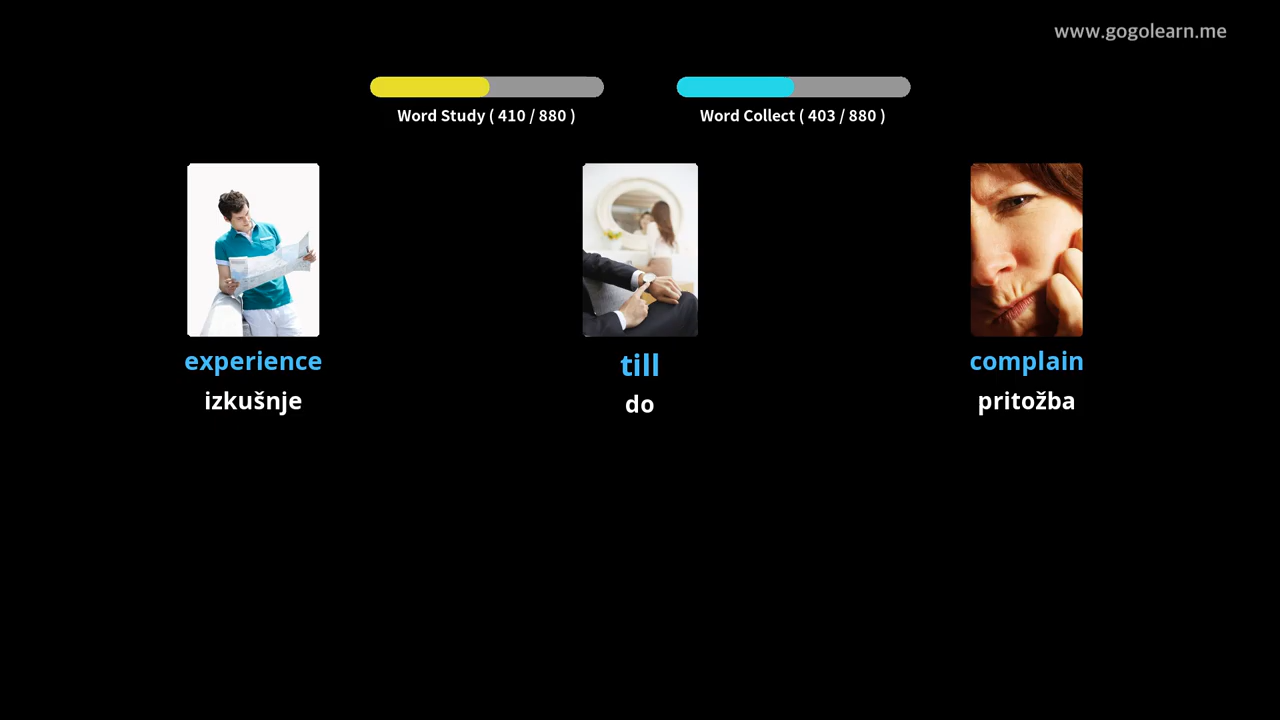 www.gogolearn.me
Word Study ( 410 / 880 )
Word Collect ( 403 / 880 )
experience
izkušnje
till
do
complain
pritožba